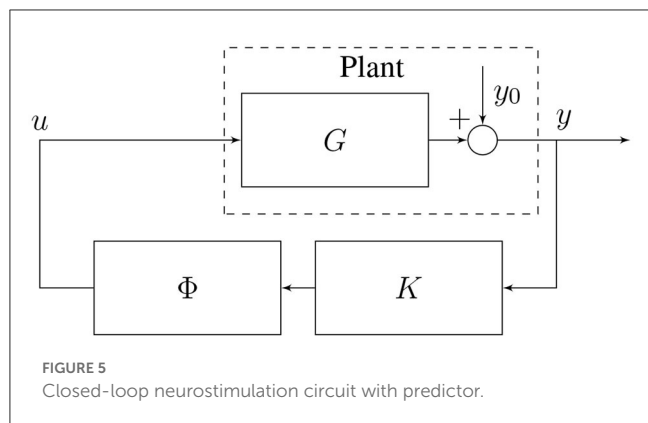 Plant
y₀
u
+
y
G
Φ
K
FIGURE 5
Closed-loop neurostimulation circuit with predictor.